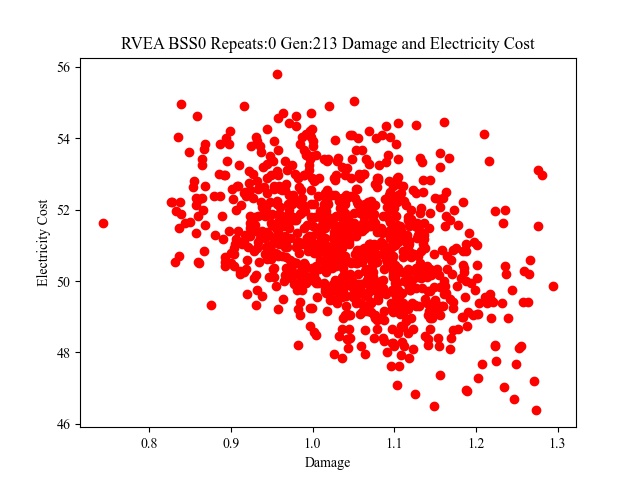 RVEA BSS0 Repeats:0 Gen:213 Damage and Electricity Cost
56
54
52
50
48
46
Electricity Cost
0.8 0.9 1.0 1.1 1.2 1.3
Damage